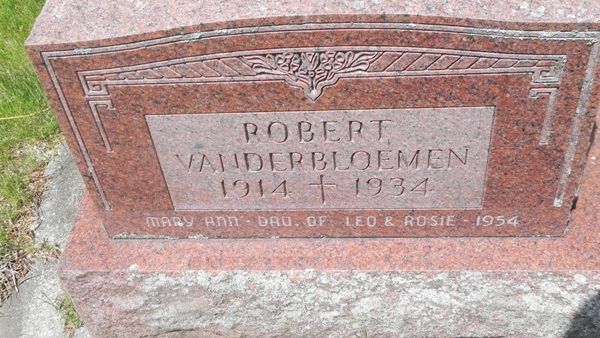 ROBERT
VANDERBLOEMEN
1914 † 1934
MARY ANN - DAU. OF LEO & ROSIE - 1954